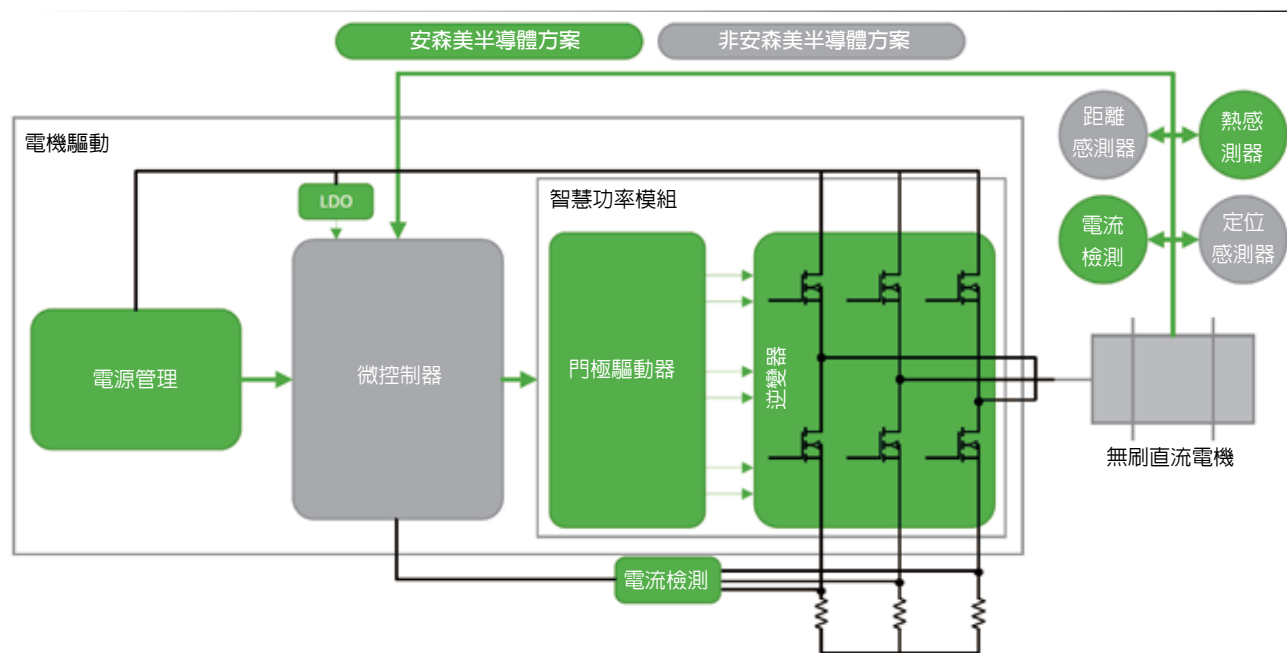 安森美半導體方案
非安森美半導體方案
電機驅動
LDO
智慧功率模組
電源管理
微控制器
門極驅動器
逆變器
電流檢測
距離
感測器
熱感
測器
電流
檢測
定位
感測器
無刷直流電機